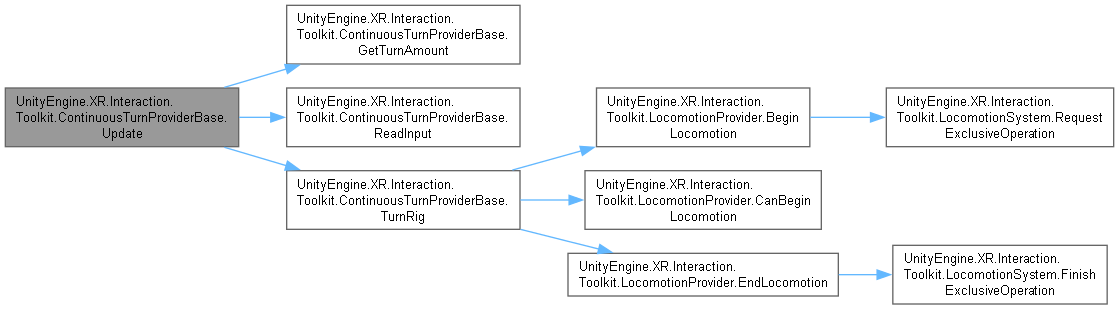 UnityEngine.XR.Interaction.
Toolkit.ContinuousTurnProviderBase.
Update
UnityEngine.XR.Interaction.
Toolkit.ContinuousTurnProviderBase.
GetTurnAmount
UnityEngine.XR.Interaction.
Toolkit.ContinuousTurnProviderBase.
ReadInput
UnityEngine.XR.Interaction.
Toolkit.ContinuousTurnProviderBase.
TurnRig
UnityEngine.XR.Interaction.
Toolkit.LocomotionProvider.Begin
Locomotion
UnityEngine.XR.Interaction.
Toolkit.LocomotionSystem.Request
ExclusiveOperation
UnityEngine.XR.Interaction.
Toolkit.LocomotionProvider.CanBegin
Locomotion
UnityEngine.XR.Interaction.
Toolkit.LocomotionProvider.EndLocomotion
UnityEngine.XR.Interaction.
Toolkit.LocomotionSystem.Finish
ExclusiveOperation